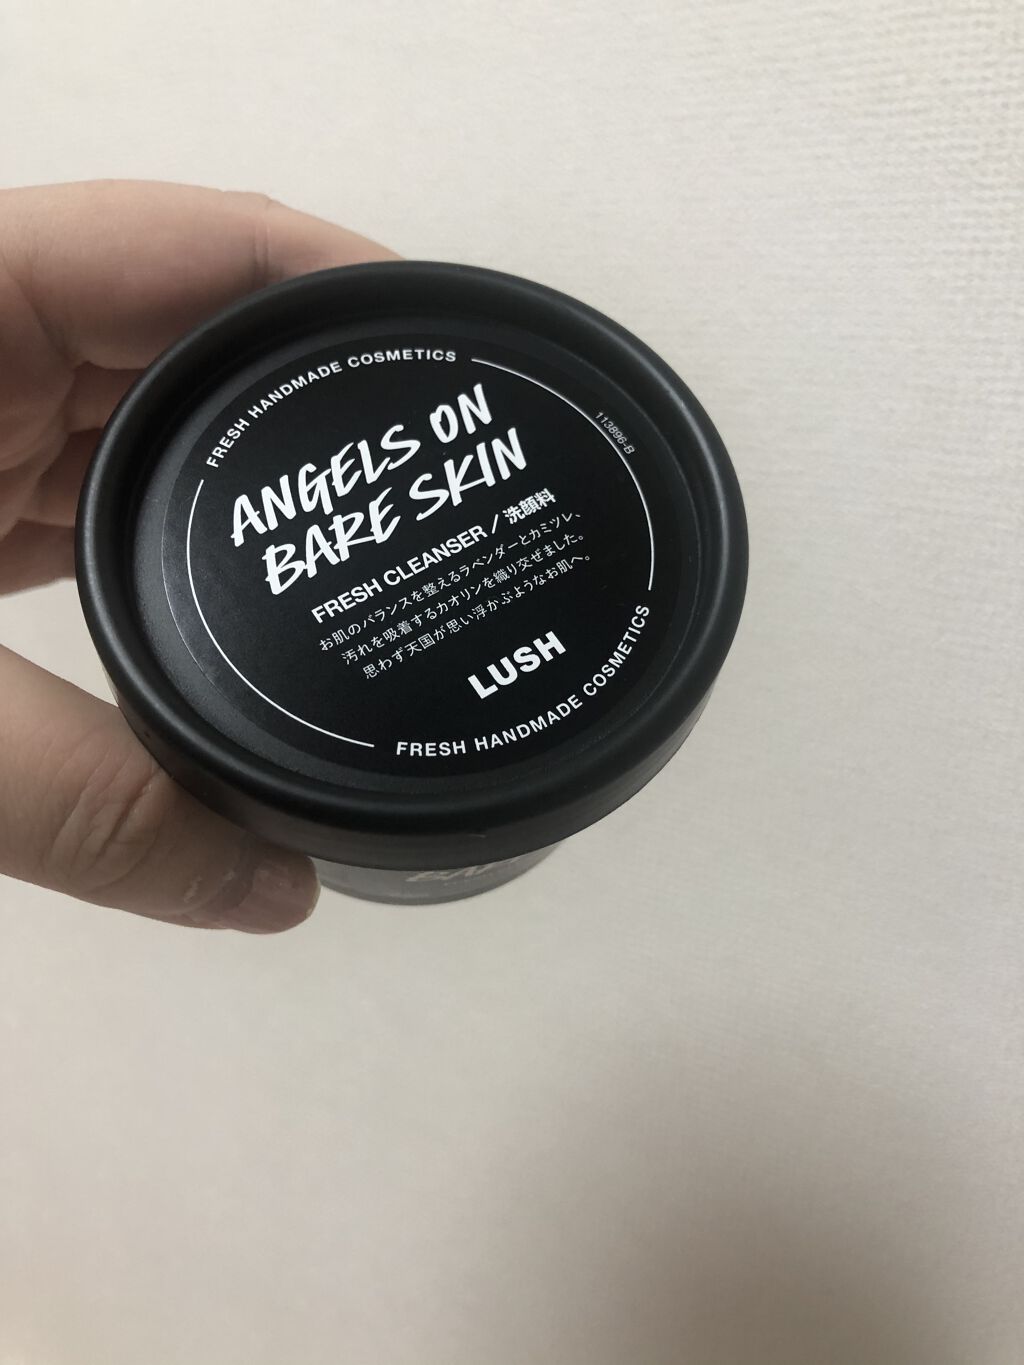 FRESH HANDMADE COSMETICS
113896-B
ANGELS ON
BARE SKIN
FRESH CLEANSER / 洗顔料
お肌のバランスを整えるラベンダーとカミツレ、
汚れを吸着するカオリンを織り交ぜました。
思わず天国が思い浮かぶようなお肌へ。
LUSH
FRESH HANDMADE COSMETICS